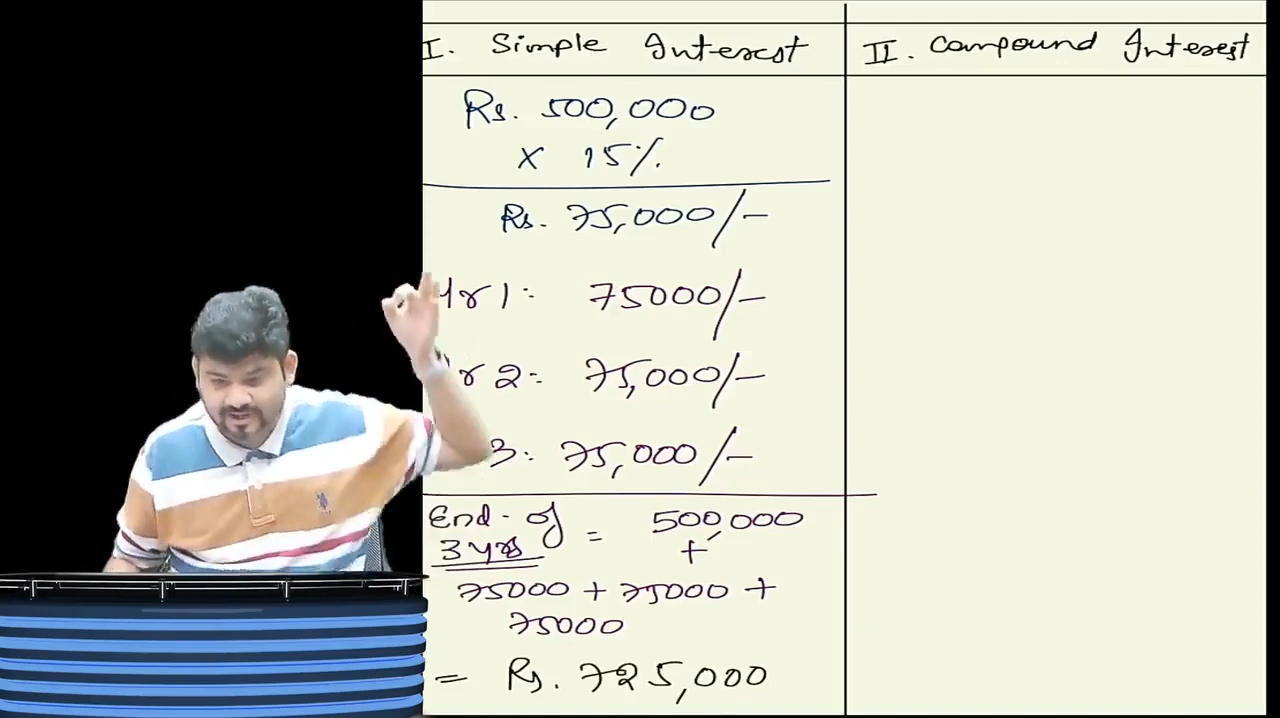 I. Simple Interest
Rs. 500,000
X 15%
Rs. 75,000/-
Yr 1: 75000/-
Yr 2: 75,000/-
3: 75,000/-
End of = 500,000
3 yrs +
75000 + 75000 +
75000
= Rs. 725,000
II. Compound Interest